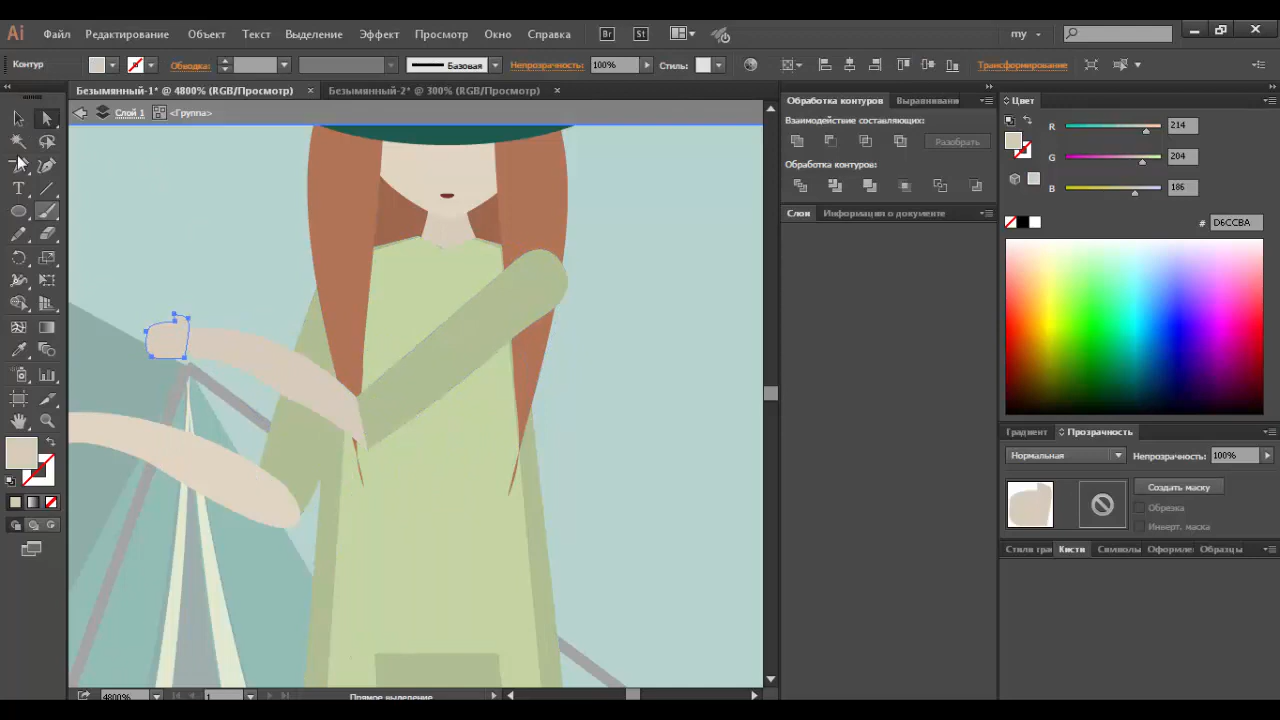 Ai Файл Редактирование Объект Текст Выделение Эффект Просмотр Окно Справка Br St my
Контур Обводка: Базовая Непрозрачность: 100% Стиль: Трансформирование
Безымянный-1* @ 4800% (RGB/Просмотр) × Безымянный-2* @ 300% (RGB/Просмотр) ×
Слой 1 <Группа>
Обработка контуров Выравнивани
Взаимодействие составляющих:
Разобрать
Обработка контуров:
Слои Информация о документе
Цвет
R 214
G 204
B 186
# D6CCBA
Градиент Прозрачность
Нормальная Непрозрачность: 100%
Создать маску
Обрезка
Инверт. маска
Стили гра Кисти Символы Оформле Образцы
4800% 1 Прямое выделение